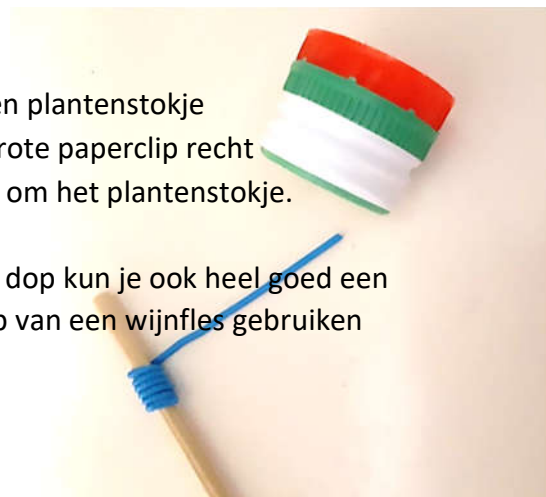 en plantenstokje
rote paperclip recht
om het plantenstokje.
dop kun je ook heel goed een
van een wijnfles gebruiken